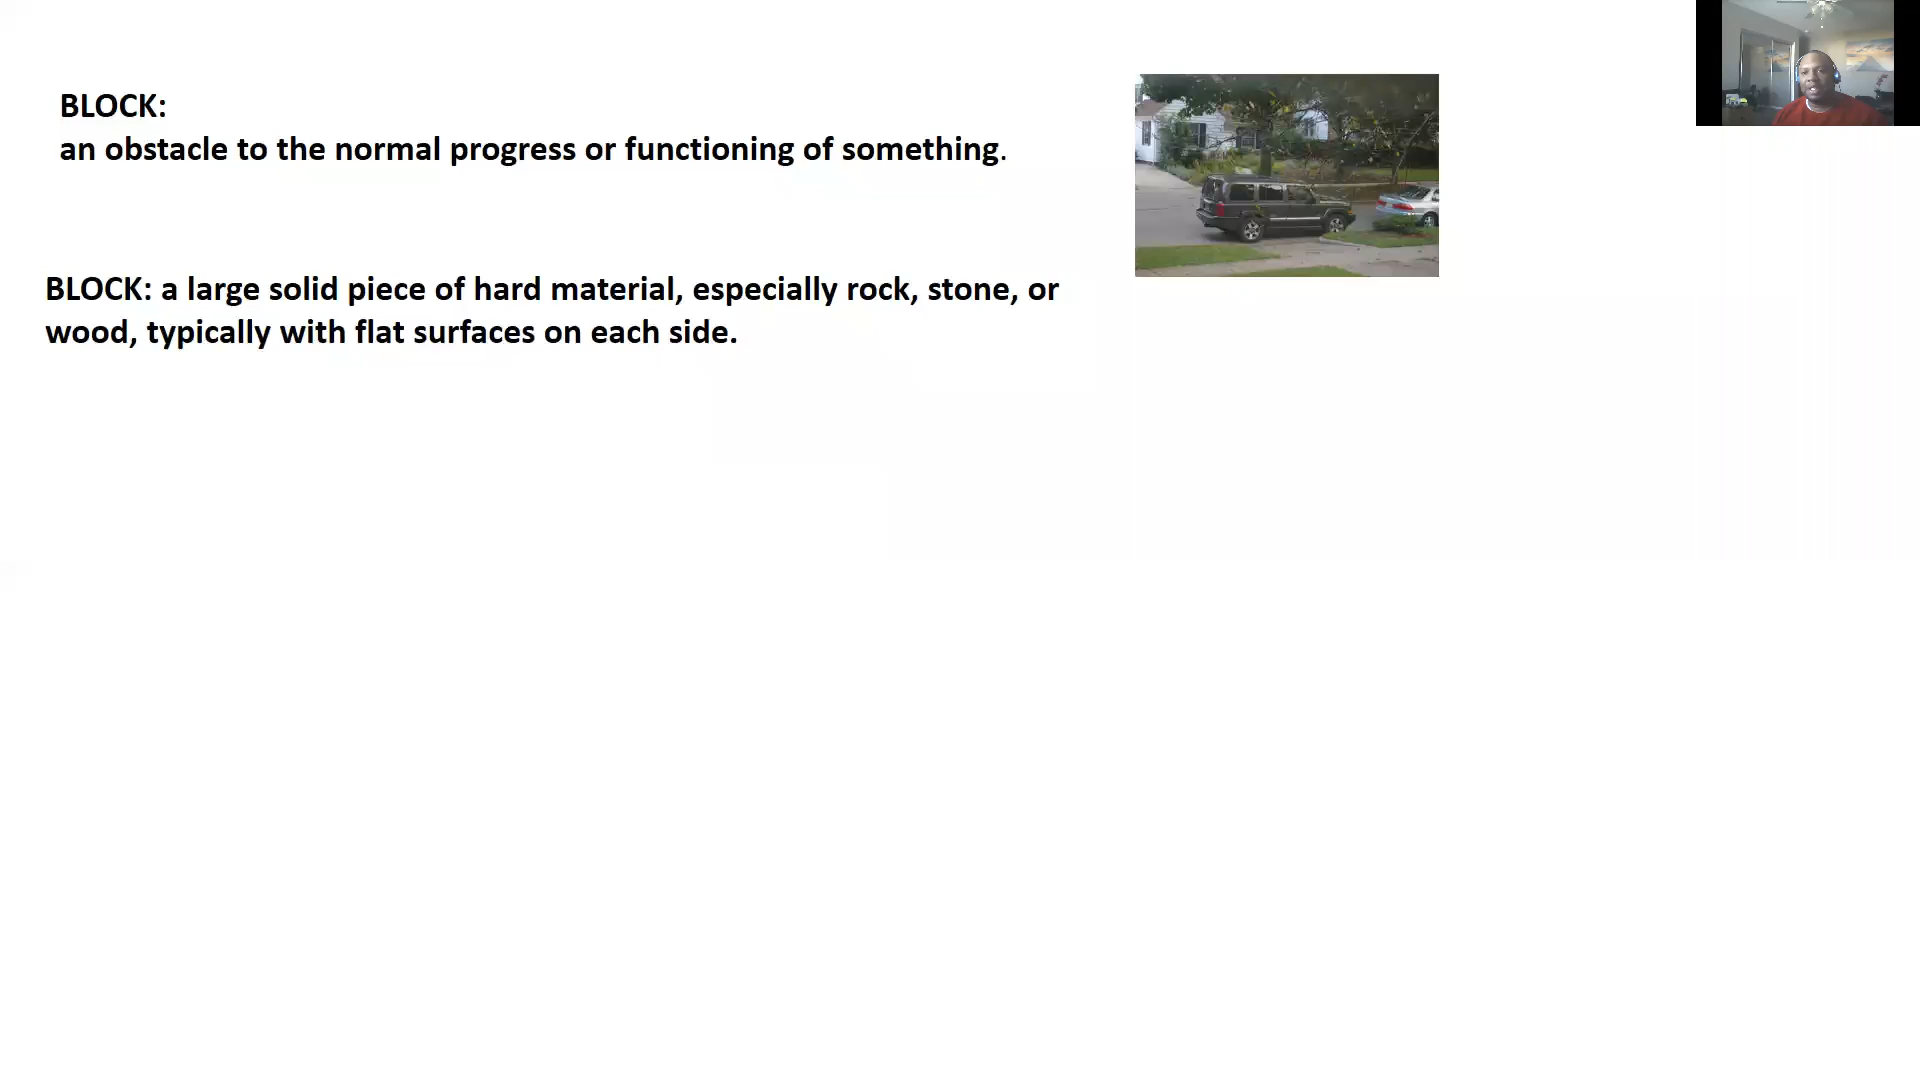 BLOCK:
an obstacle to the normal progress or functioning of something.
BLOCK: a large solid piece of hard material, especially rock, stone, or
wood, typically with flat surfaces on each side.